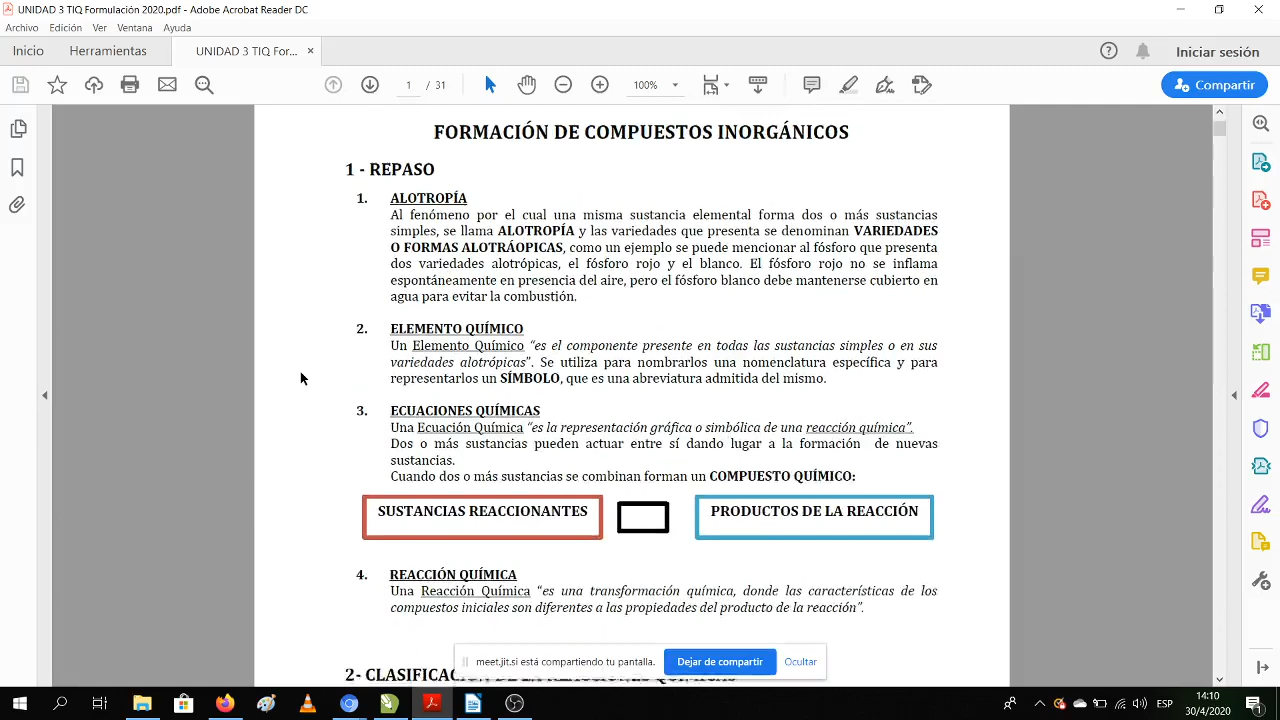 UNIDAD 3 TIQ Formulación 2020.pdf - Adobe Acrobat Reader DC
Archivo Edición Ver Ventana Ayuda
Inicio Herramientas UNIDAD 3 TIQ For... × Iniciar sesión
1 / 31 100% Compartir
FORMACIÓN DE COMPUESTOS INORGÁNICOS
1 - REPASO
1. ALOTROPÍA
Al fenómeno por el cual una misma sustancia elemental forma dos o más sustancias
simples, se llama ALOTROPÍA y las variedades que presenta se denominan VARIEDADES
O FORMAS ALOTRÁOPICAS, como un ejemplo se puede mencionar al fósforo que presenta
dos variedades alotrópicas, el fósforo rojo y el blanco. El fósforo rojo no se inflama
espontáneamente en presencia del aire, pero el fósforo blanco debe mantenerse cubierto en
agua para evitar la combustión.
2. ELEMENTO QUÍMICO
Un Elemento Químico “es el componente presente en todas las sustancias simples o en sus
variedades alotrópicas”. Se utiliza para nombrarlos una nomenclatura específica y para
representarlos un SÍMBOLO, que es una abreviatura admitida del mismo.
3. ECUACIONES QUÍMICAS
Una Ecuación Química “es la representación gráfica o simbólica de una reacción química”.
Dos o más sustancias pueden actuar entre sí dando lugar a la formación de nuevas
sustancias.
Cuando dos o más sustancias se combinan forman un COMPUESTO QUÍMICO:
SUSTANCIAS REACCIONANTES PRODUCTOS DE LA REACCIÓN
4. REACCIÓN QUÍMICA
Una Reacción Química “es una transformación química, donde las características de los
compuestos iniciales son diferentes a las propiedades del producto de la reacción”.
meet.jit.si está compartiendo tu pantalla. Dejar de compartir Ocultar
2- CLASIFICA
ESP 14:10
30/4/2020